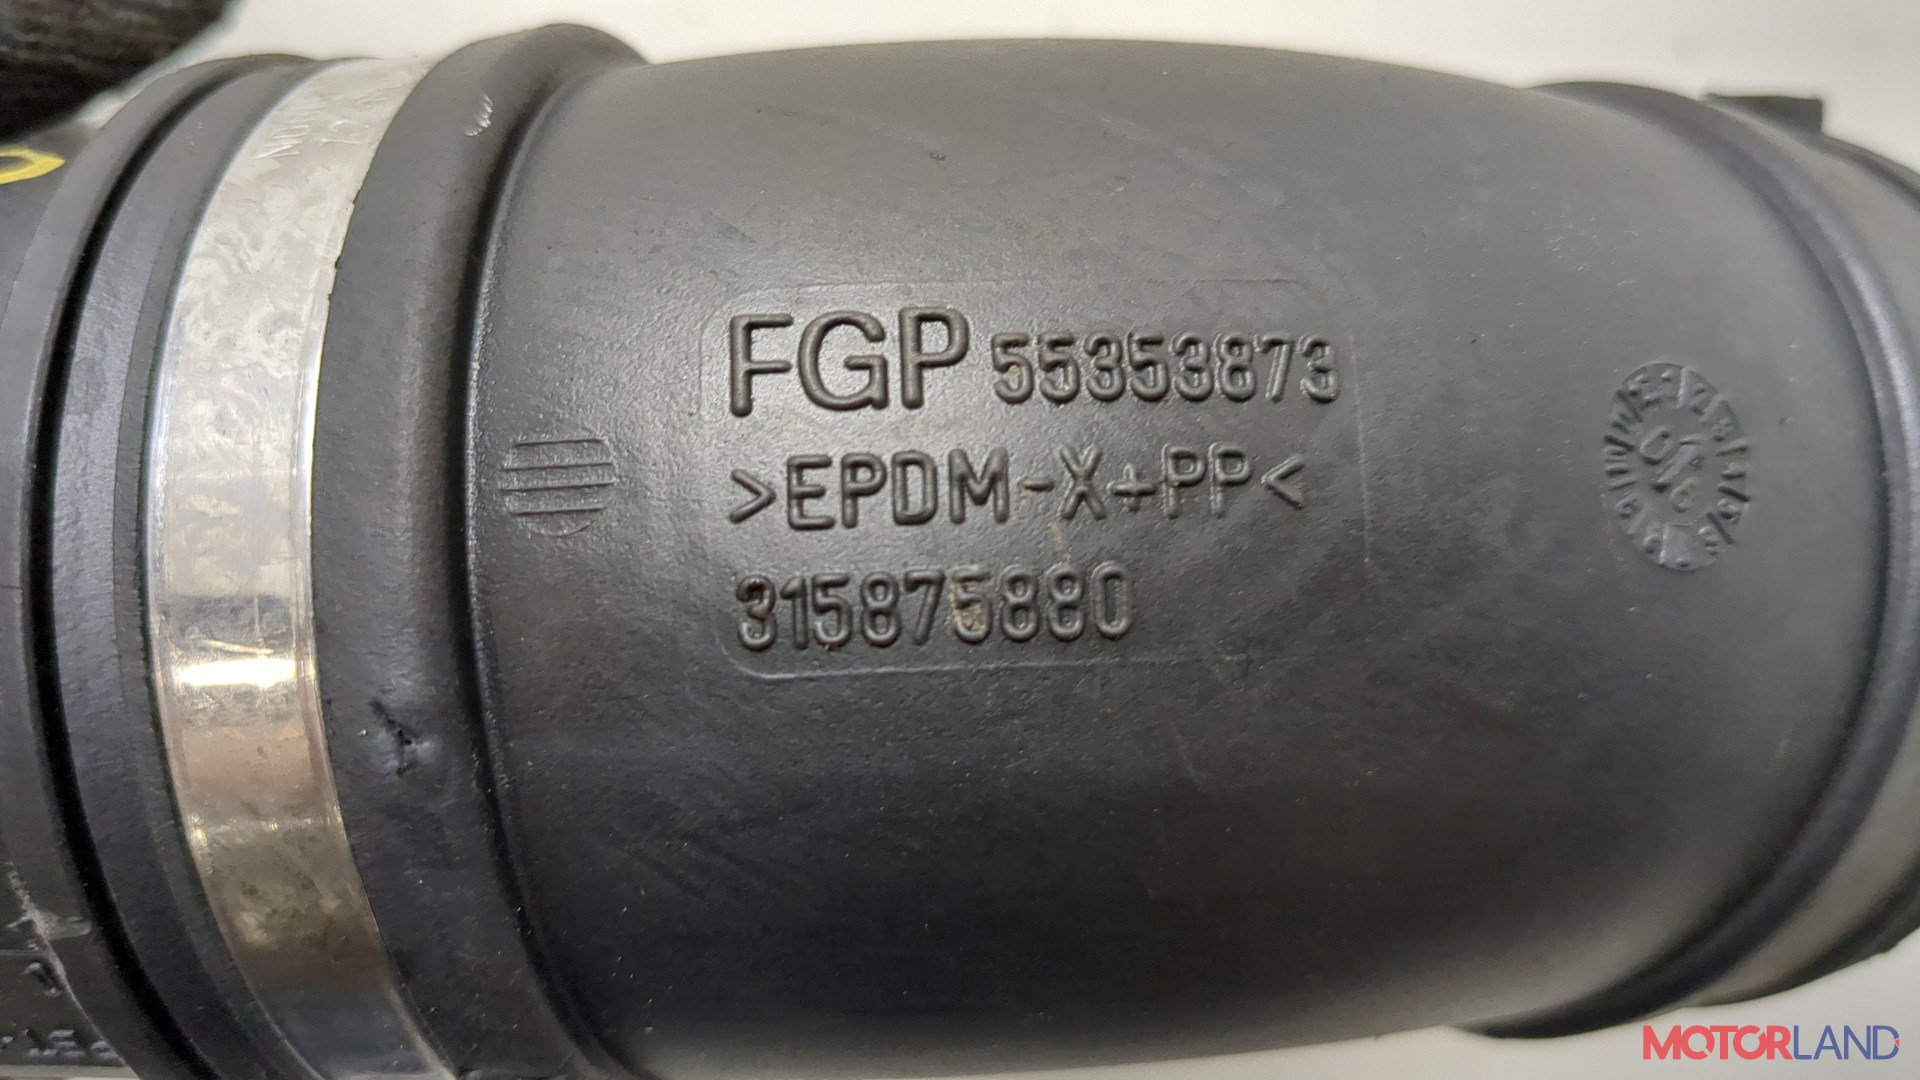 FGP 55353873
>EPDM-X+PP<
315875880
MOTORLAND